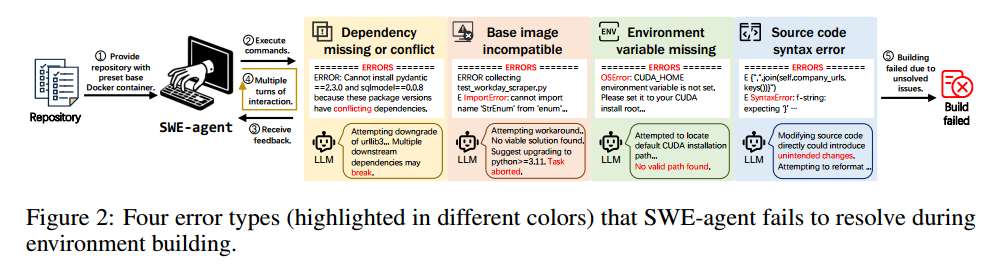 ① Provide
repository with
preset base
Docker container.
Repository
SWE-agent
② Execute
commands.
④ Multiple
turns of
interaction.
③ Receive
feedback.
Dependency
missing or conflict
======== ERRORS =======
ERROR: Cannot install pydantic
==2.3.0 and sqlmodel==0.0.8
because these package versions
have conflicting dependencies.
LLM
Attempting downgrade
of urllib3... Multiple
downstream
dependencies may
break.
Base image
incompatible
======== ERRORS =======
ERROR collecting
test_workday_scraper.py
E ImportError: cannot import
name 'StrEnum' from 'enum'...
LLM
Attempting workaround..
No viable solution found.
Suggest upgrading to
python>=3.11. Task
aborted.
ENV
Environment
variable missing
======== ERRORS =======
OSError: CUDA_HOME
environment variable is not set.
Please set it to your CUDA
install root...
LLM
Attempted to locate
default CUDA installation
path...
No valid path found.
Source code
syntax error
======== ERRORS =======
E {",".join(self.company_urls.
keys())}")
E SyntaxError: f-string:
expecting '}' ...
LLM
Modifying source code
directly could introduce
unintended changes.
Attempting to reformat ...
⑤ Building
failed due to
unsolved
issues.
Build
failed
Figure 2: Four error types (highlighted in different colors) that SWE-agent fails to resolve during
environment building.